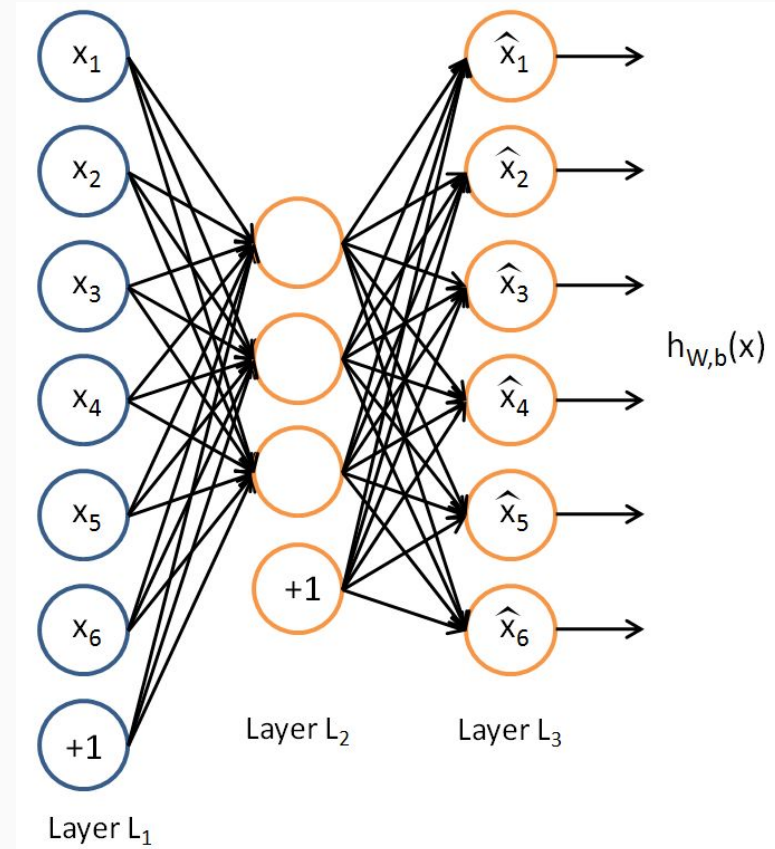 x₁
x₂
x₃
x₄
x₅
x₆
+1
Layer L₁
+1
Layer L₂
x̂₁
x̂₂
x̂₃
x̂₄
x̂₅
x̂₆
Layer L₃
h_{W,b}(x)